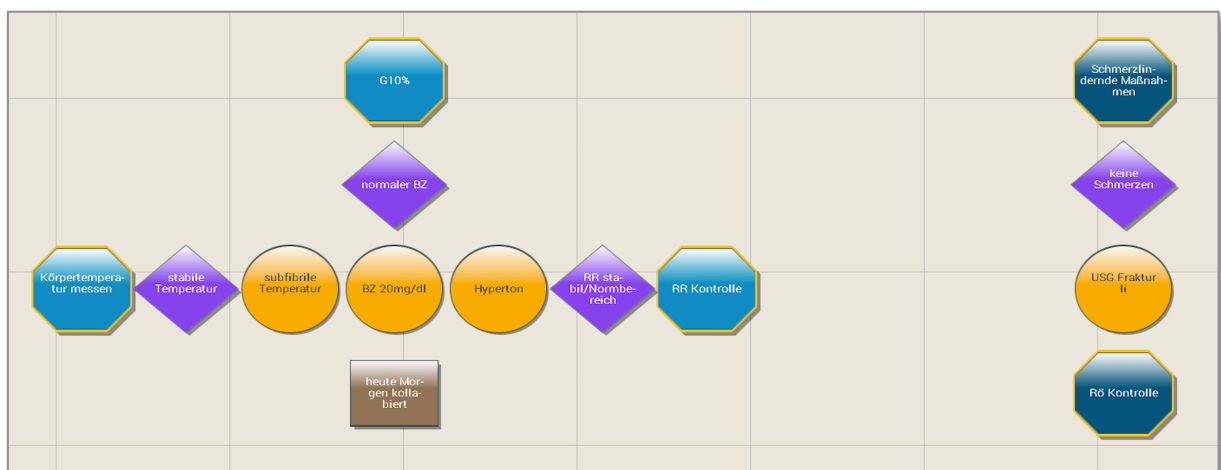 G10%
Schmerzlin-
dernde Maßnah-
men
normaler BZ
keine
Schmerzen
Körpertempera-
tur messen
stabile
Temperatur
subfibrile
Temperatur
BZ 20mg/dl
Hyperton
RR sta-
bil/Normbe-
reich
RR Kontrolle
USG Fraktur
li
heute Mor-
gen kolla-
biert
Rö Kontrolle